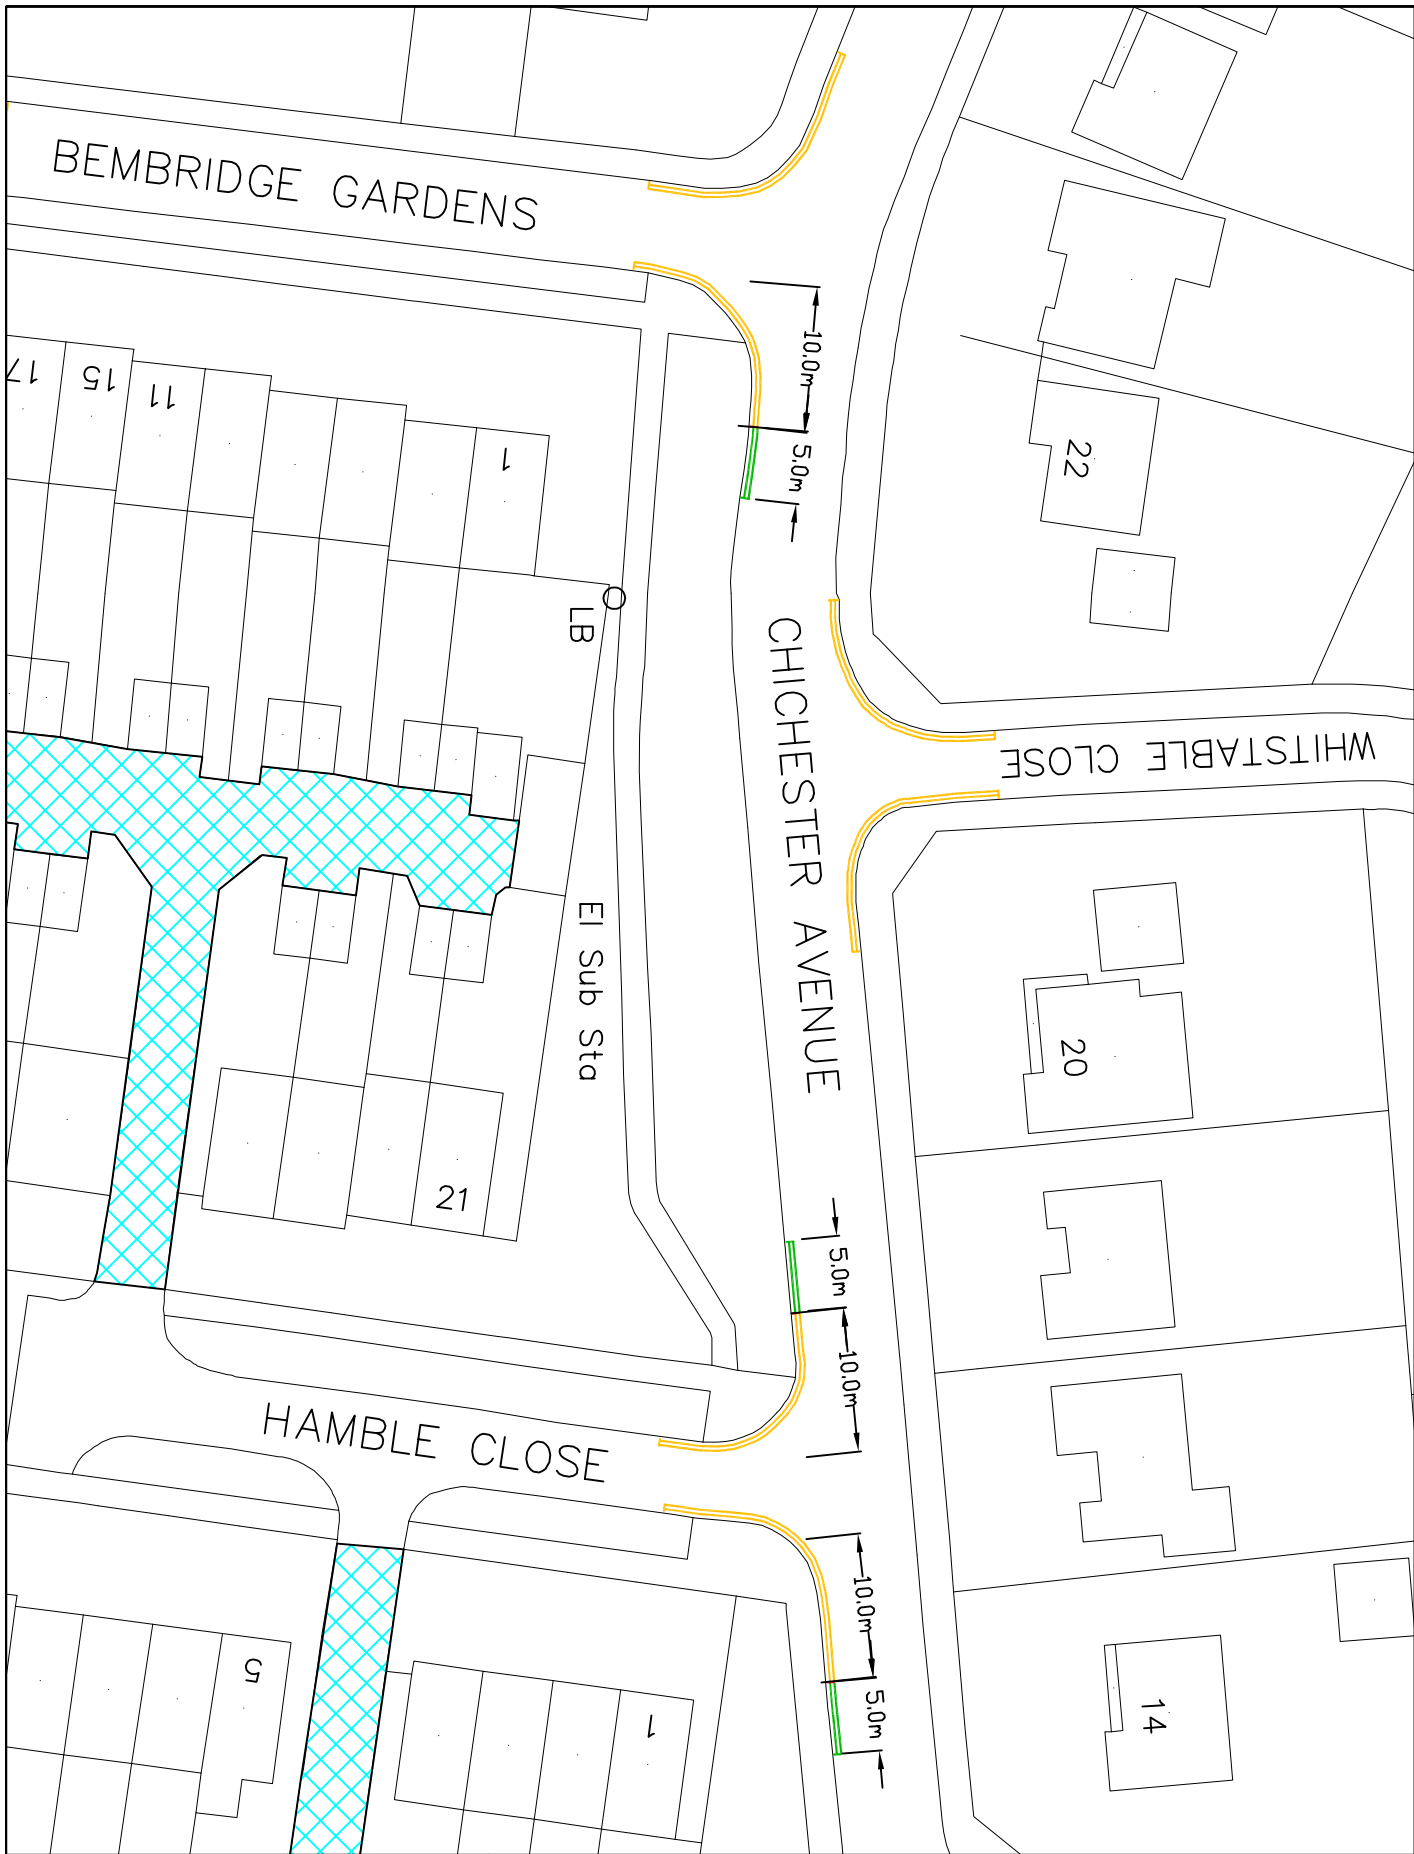 BEMBRIDGE GARDENS
10.0m
17
15
11
1
5.0m
22
LB
CHICHESTER AVENUE
WHITSTABLE CLOSE
El Sub Sta
20
21
5.0m
10.0m
HAMBLE CLOSE
10.0m
5
1
5.0m
14